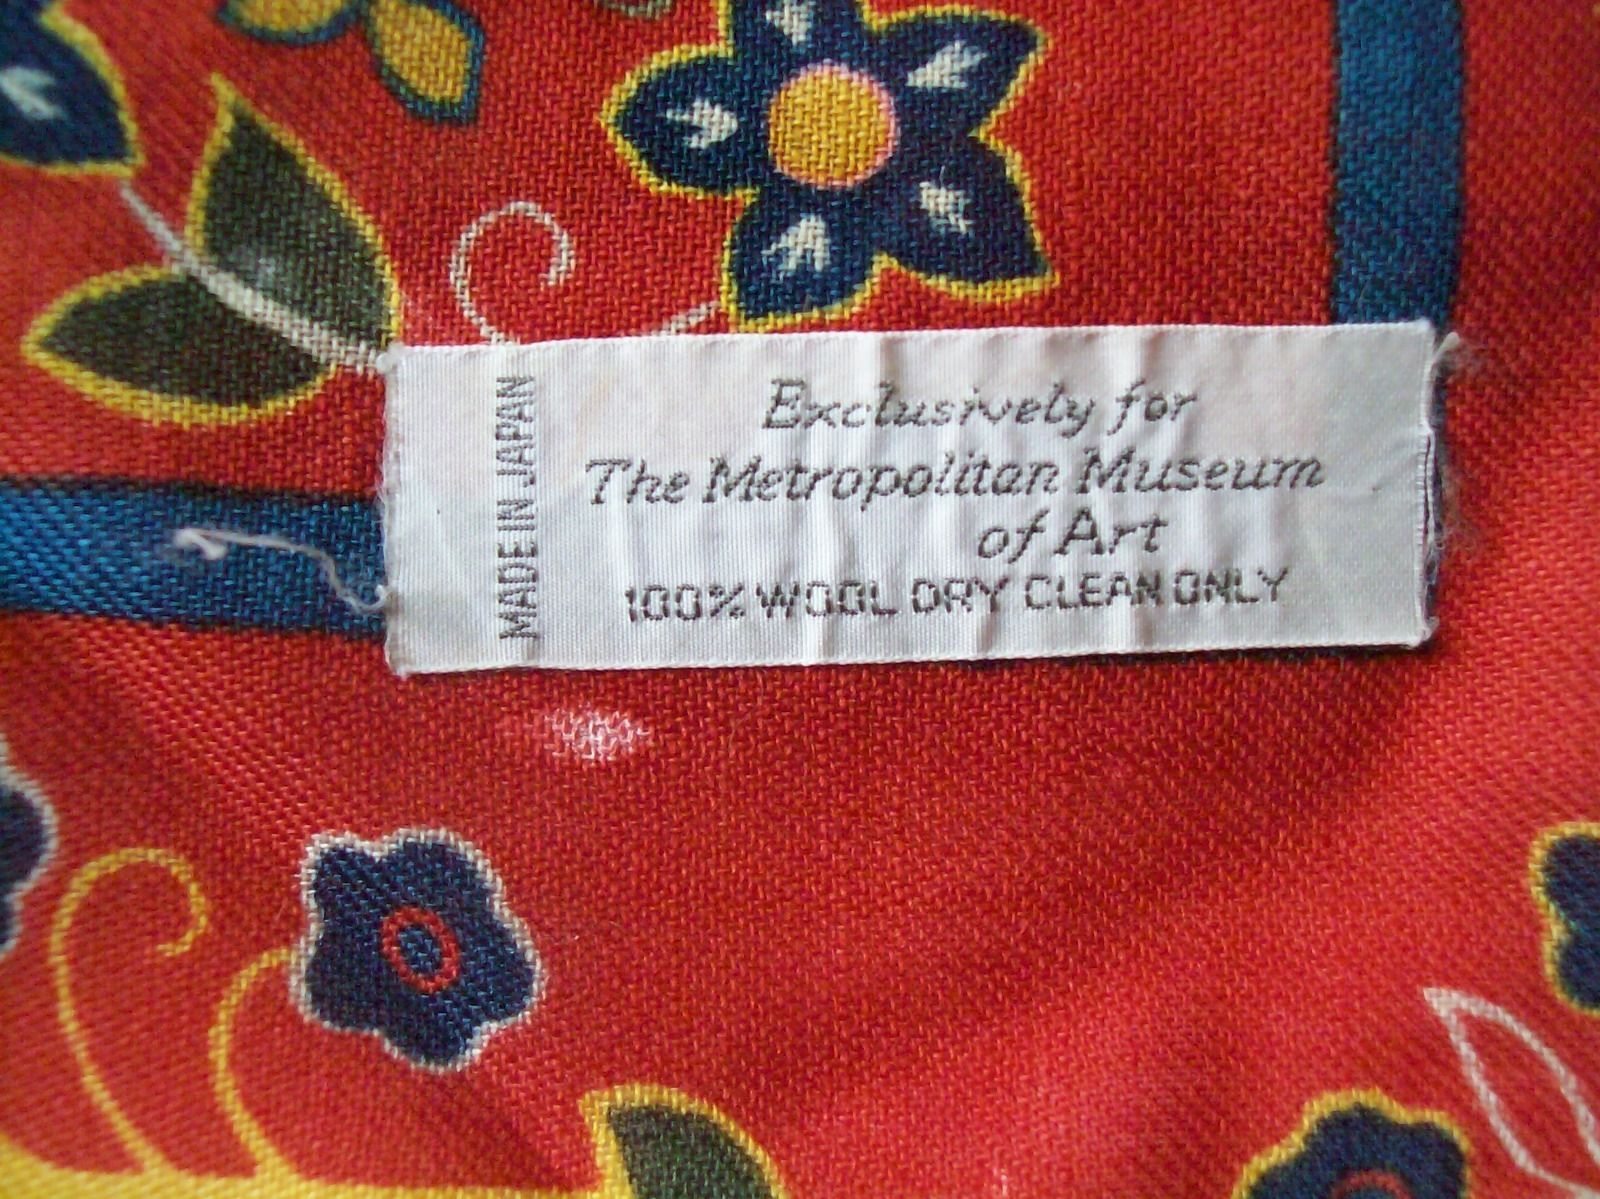 MADE IN JAPAN
Exclusively for
The Metropolitan Museum
of Art
100% WOOL DRY CLEAN ONLY